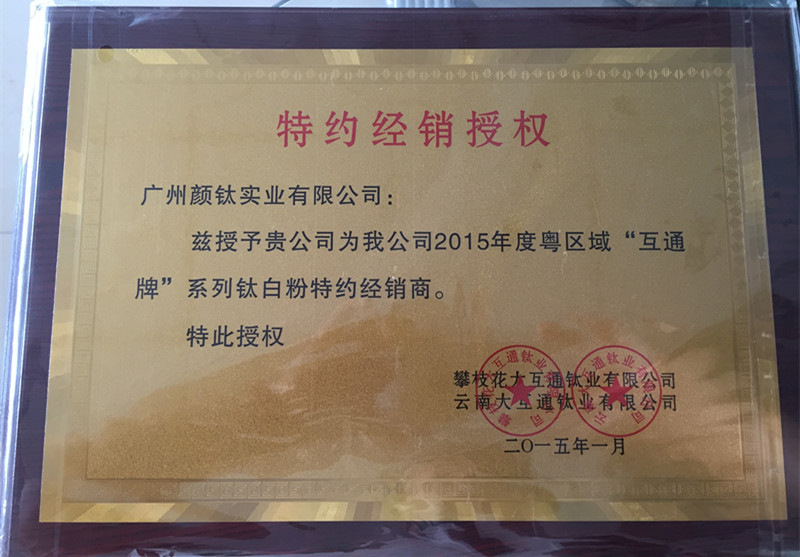 特约经销授权
广州颜钛实业有限公司：
兹授予贵公司为我公司2015年度粤区域“互通
牌”系列钛白粉特约经销商。
特此授权
攀枝花大互通钛业有限公司
云南大互通钛业有限公司
二〇一五年一月